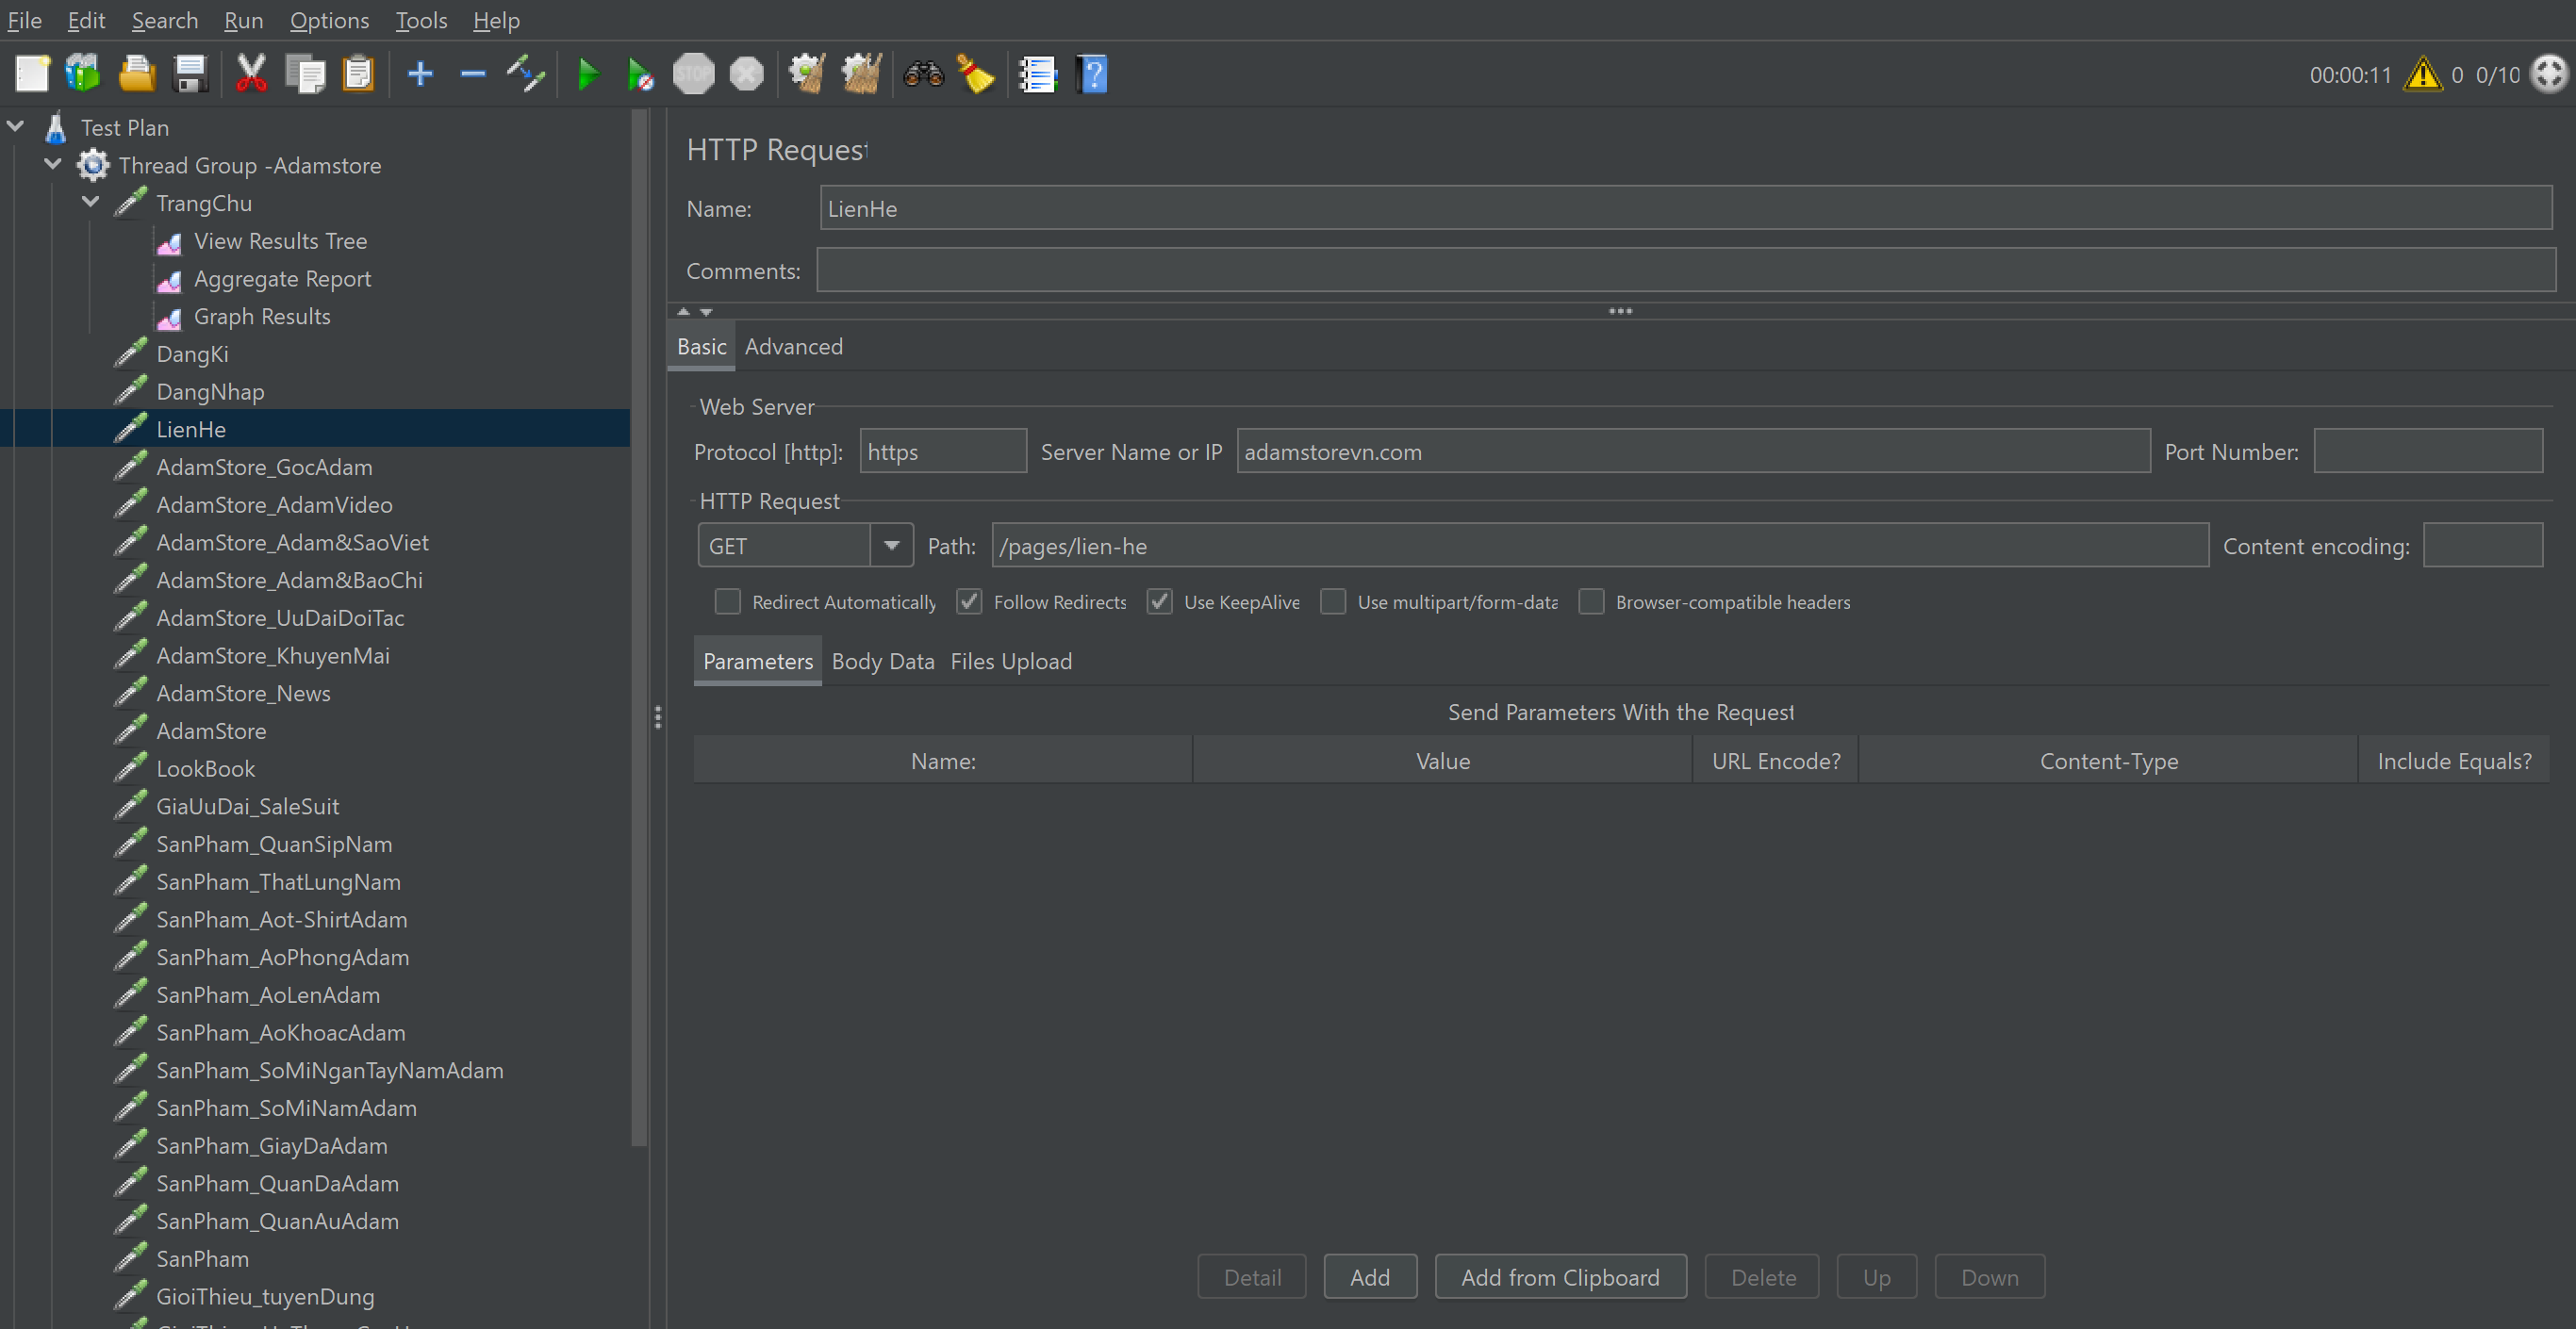 File Edit Search Run Options Tools Help
STOP
00:00:11 0 0/10
Test Plan
Thread Group -Adamstore
TrangChu
View Results Tree
Aggregate Report
Graph Results
DangKi
DangNhap
LienHe
AdamStore_GocAdam
AdamStore_AdamVideo
AdamStore_Adam&SaoViet
AdamStore_Adam&BaoChi
AdamStore_UuDaiDoiTac
AdamStore_KhuyenMai
AdamStore_News
AdamStore
LookBook
GiaUuDai_SaleSuit
SanPham_QuanSipNam
SanPham_ThatLungNam
SanPham_Aot-ShirtAdam
SanPham_AoPhongAdam
SanPham_AoLenAdam
SanPham_AoKhoacAdam
SanPham_SoMiNganTayNamAdam
SanPham_SoMiNamAdam
SanPham_GiayDaAdam
SanPham_QuanDaAdam
SanPham_QuanAuAdam
SanPham
GioiThieu_tuyenDung
HTTP Request
Name: LienHe
Comments:
Basic Advanced
Web Server
Protocol [http]: https Server Name or IP adamstorevn.com Port Number:
HTTP Request
GET Path: /pages/lien-he Content encoding:
Redirect Automatically Follow Redirects Use KeepAlive Use multipart/form-data Browser-compatible headers
Parameters Body Data Files Upload
Send Parameters With the Request
Name: Value URL Encode? Content-Type Include Equals?
Detail Add Add from Clipboard Delete Up Down